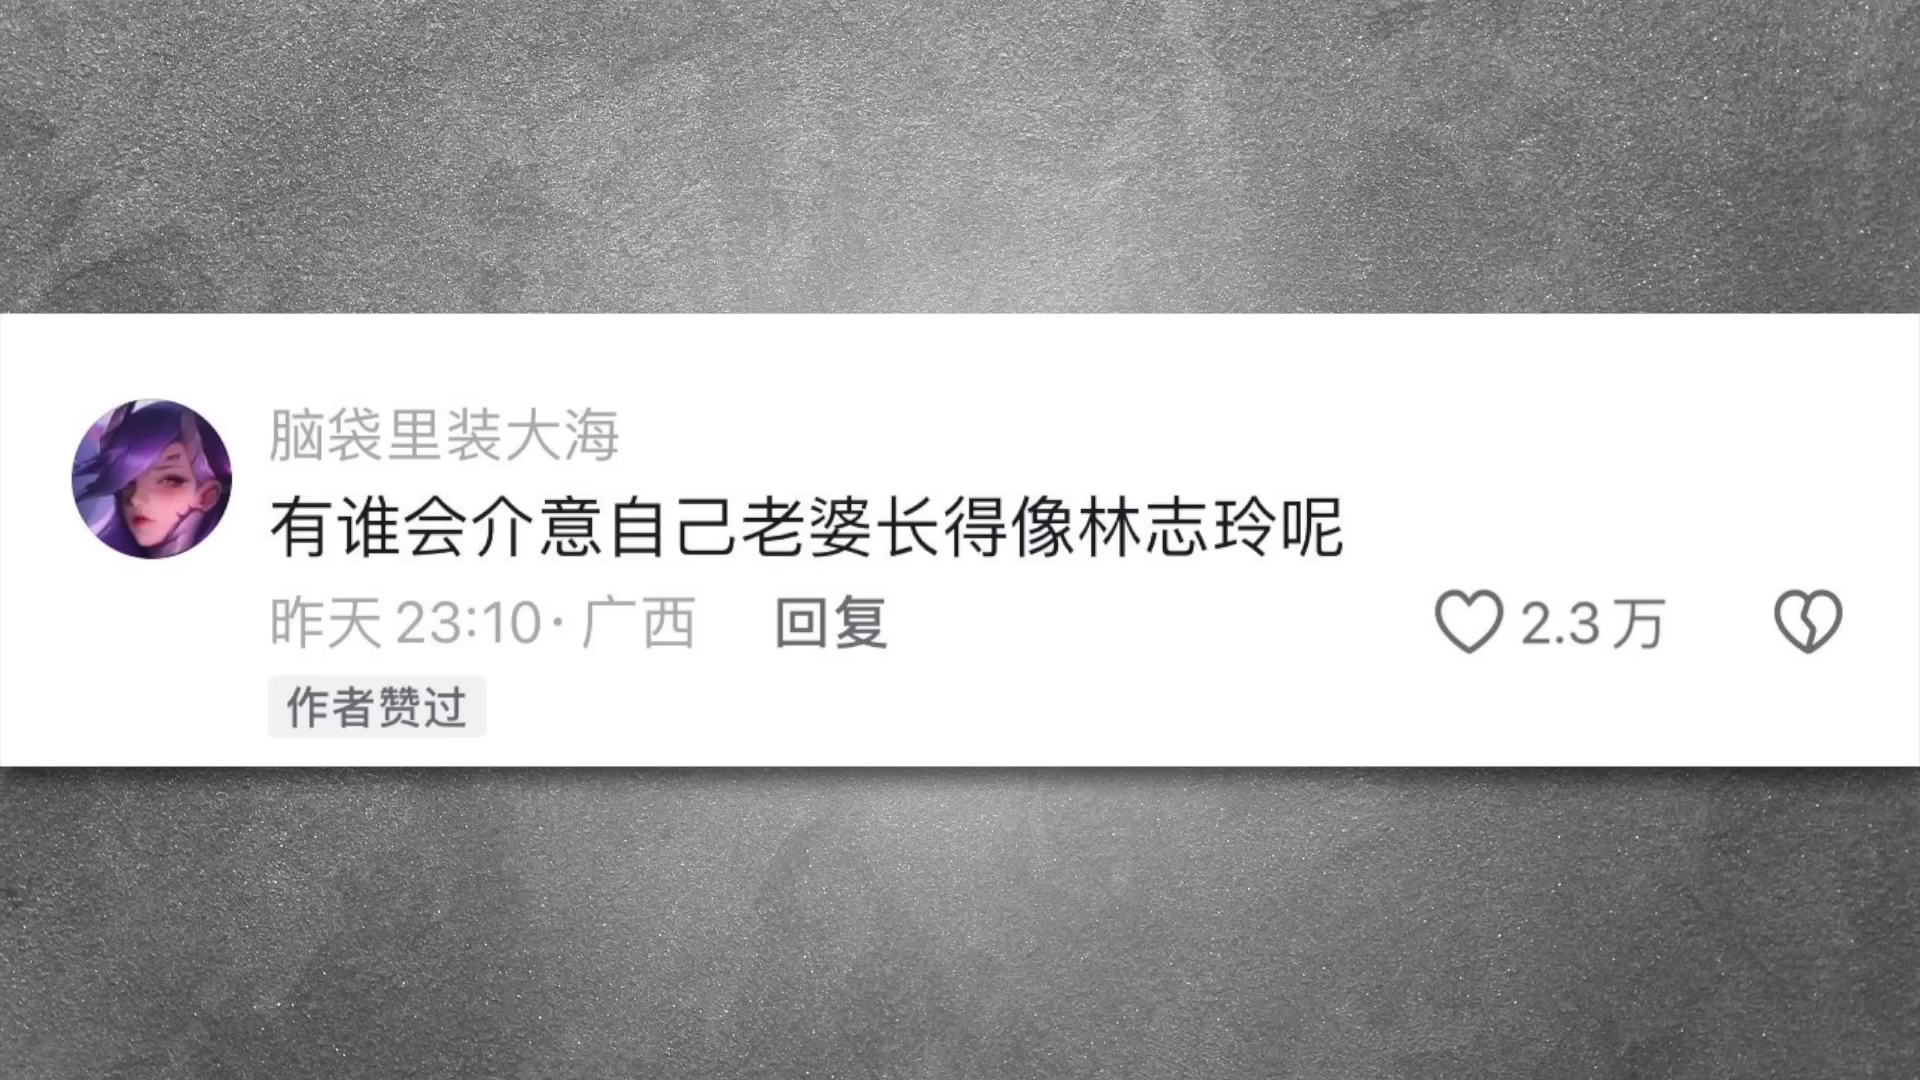 脑袋里装大海
有谁会介意自己老婆长得像林志玲呢
昨天 23:10 · 广西 回复 2.3万
作者赞过